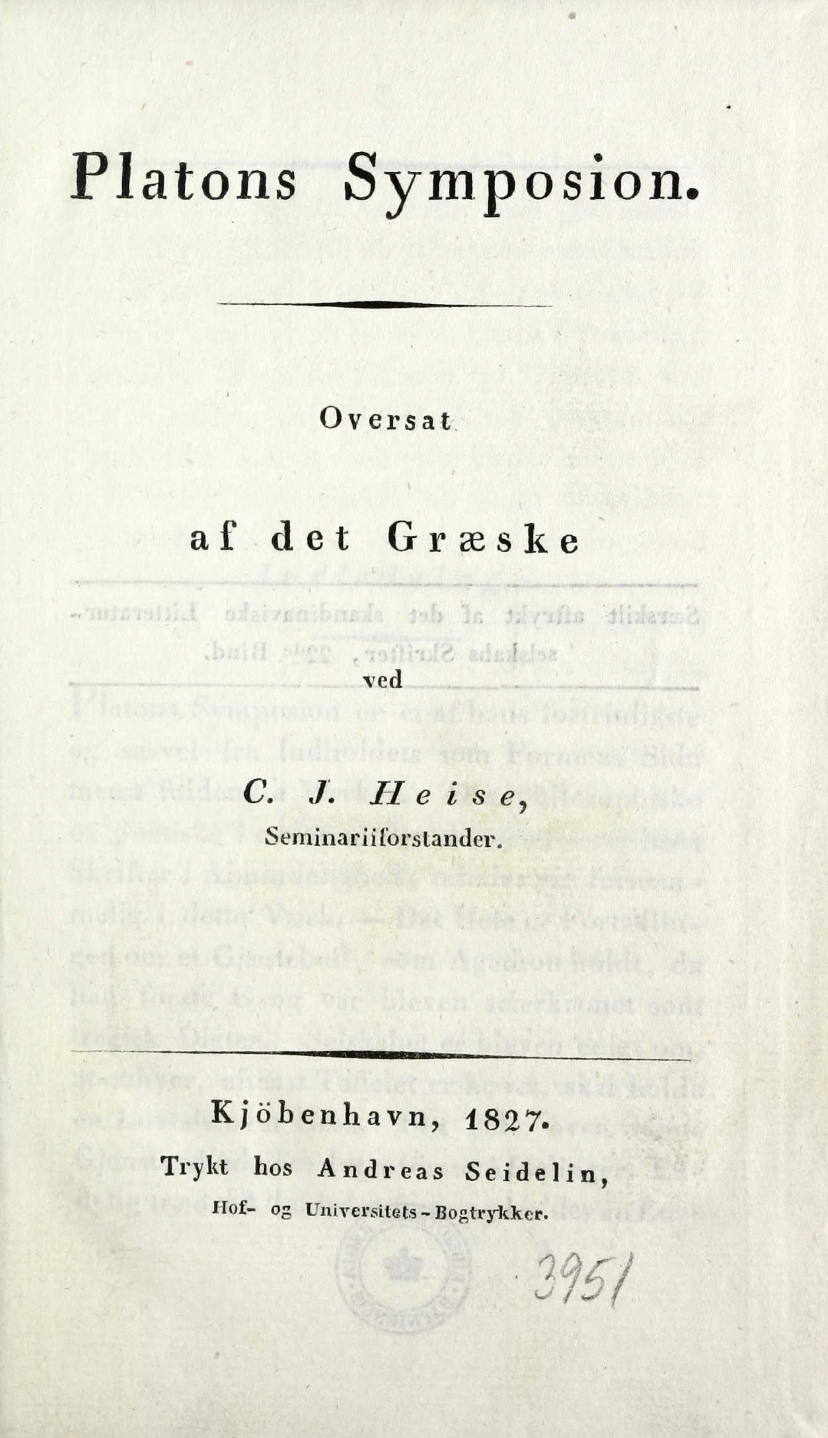 Platons Symposion.
Oversat
af det Græske
ved
C. J. Heise,
Seminariiforstander.
Kjöbenhavn, 1827.
Trykt hos Andreas Seidelin,
Hof- og Universitets-Bogtrykker.
3951